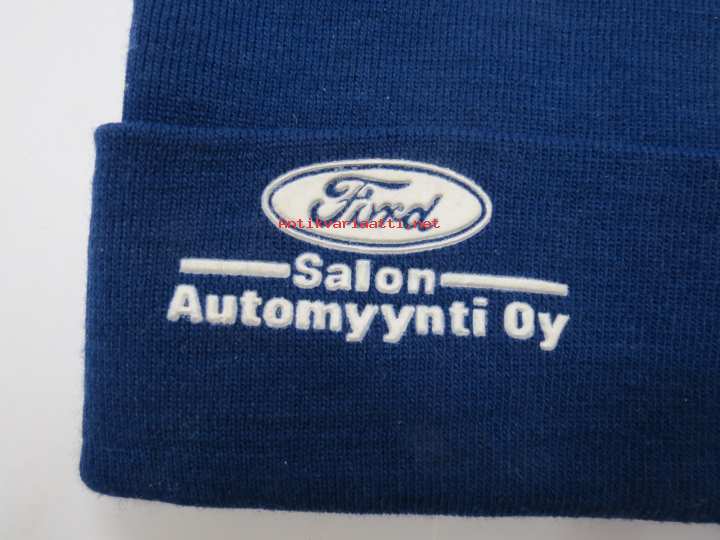 Ford
Antikvariaatti.net
Salon
Automyynti Oy